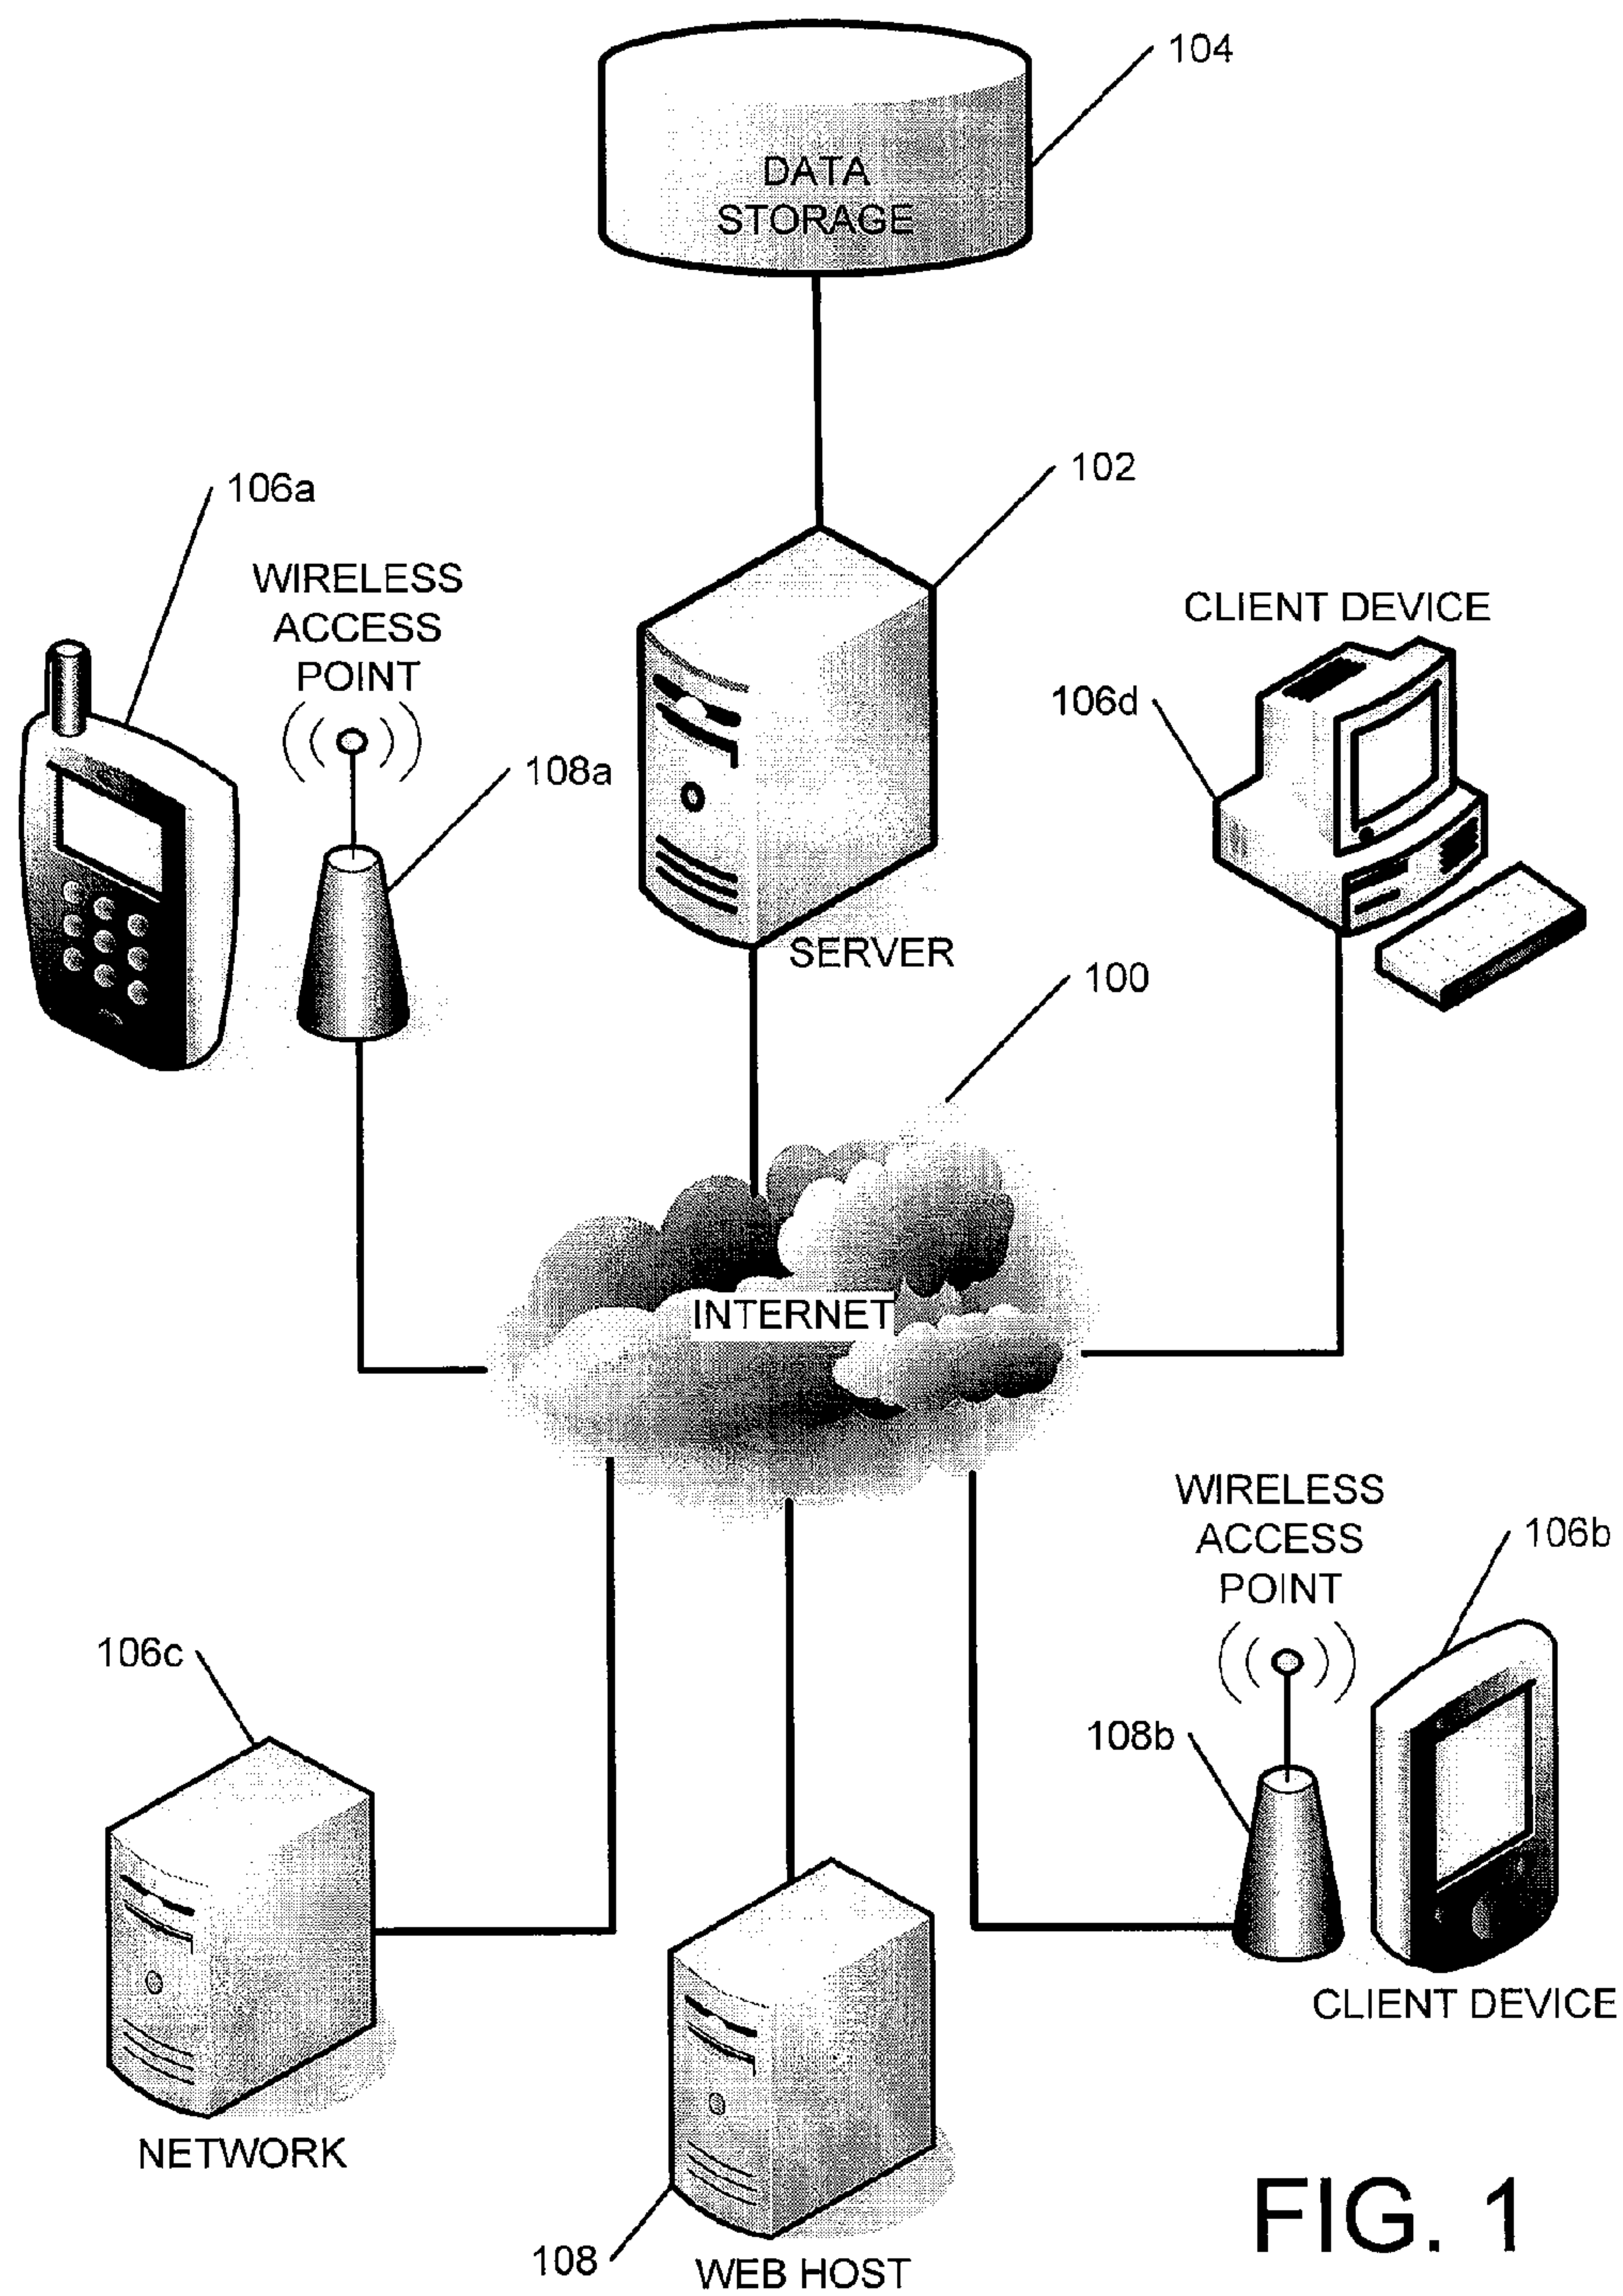 104
DATA
STORAGE
102
106a
WIRELESS
ACCESS
POINT
CLIENT DEVICE
106d
108a
SERVER
100
INTERNET
WIRELESS
ACCESS
POINT
106b
106c
108b
CLIENT DEVICE
NETWORK
108
WEB HOST
FIG. 1